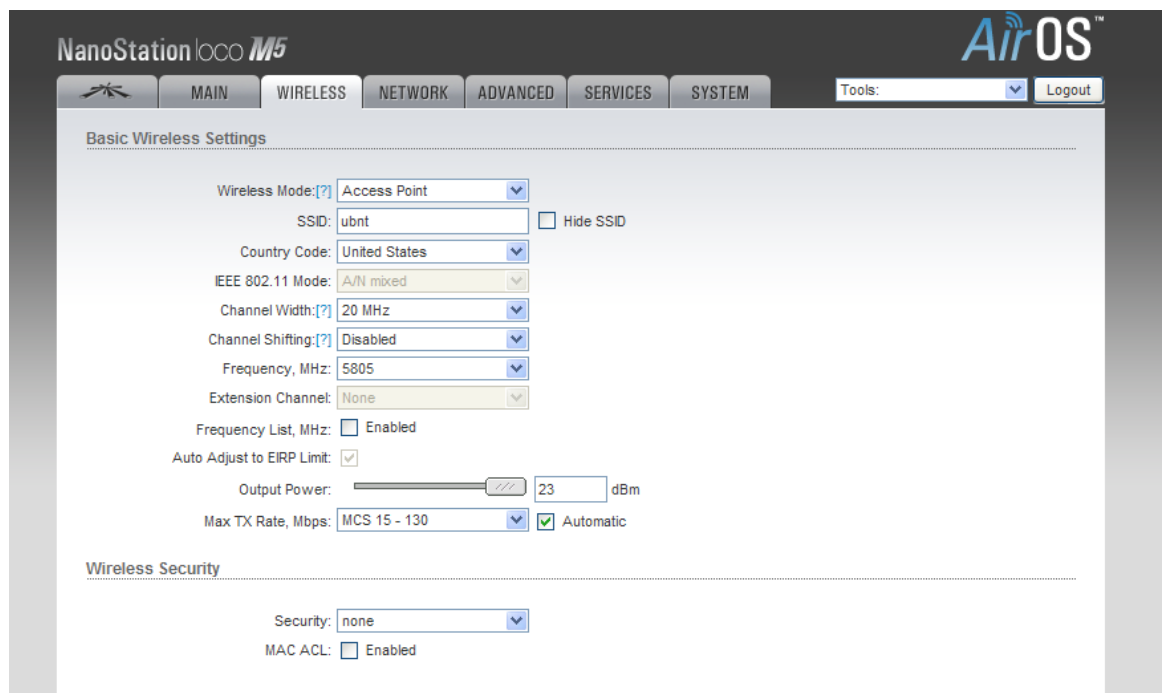 NanoStation loco M5
AirOS™
MAIN WIRELESS NETWORK ADVANCED SERVICES SYSTEM Tools: Logout
Basic Wireless Settings
Wireless Mode:[?] Access Point
SSID: ubnt Hide SSID
Country Code: United States
IEEE 802.11 Mode: A/N mixed
Channel Width:[?] 20 MHz
Channel Shifting:[?] Disabled
Frequency, MHz: 5805
Extension Channel: None
Frequency List, MHz: Enabled
Auto Adjust to EIRP Limit:
Output Power: 23 dBm
Max TX Rate, Mbps: MCS 15 - 130 Automatic
Wireless Security
Security: none
MAC ACL: Enabled